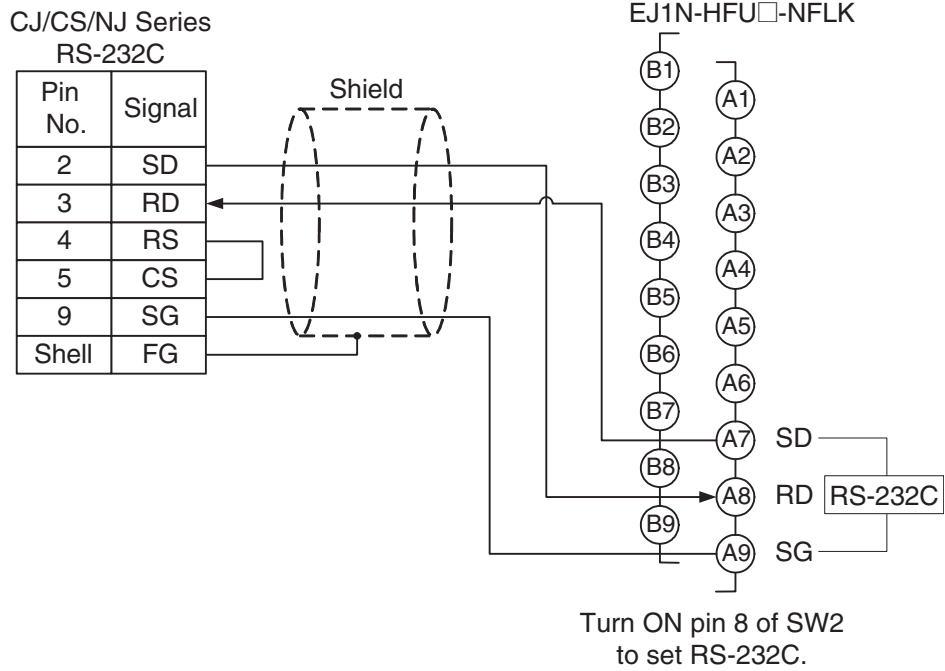 CJ/CS/NJ Series
RS-232C
Pin No. Signal
2 SD
3 RD
4 RS
5 CS
9 SG
Shell FG
Shield
EJ1N-HFU□-NFLK
B1
B2
B3
B4
B5
B6
B7
B8
B9
A1
A2
A3
A4
A5
A6
A7 SD
A8 RD RS-232C
A9 SG
Turn ON pin 8 of SW2
to set RS-232C.